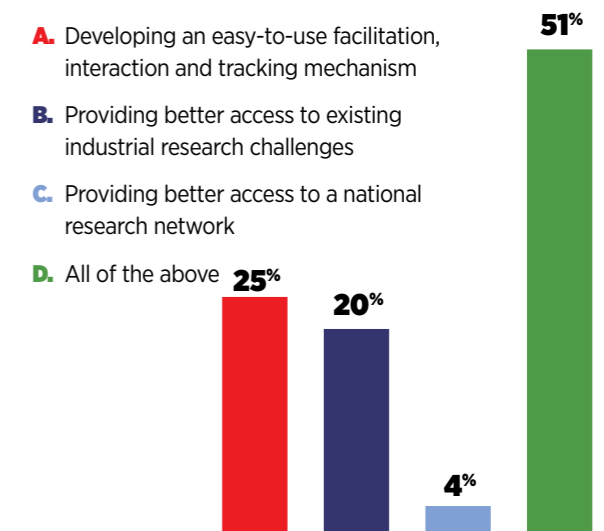 51%
A. Developing an easy-to-use facilitation,
interaction and tracking mechanism
B. Providing better access to existing
industrial research challenges
C. Providing better access to a national
research network
D. All of the above
25%
20%
4%